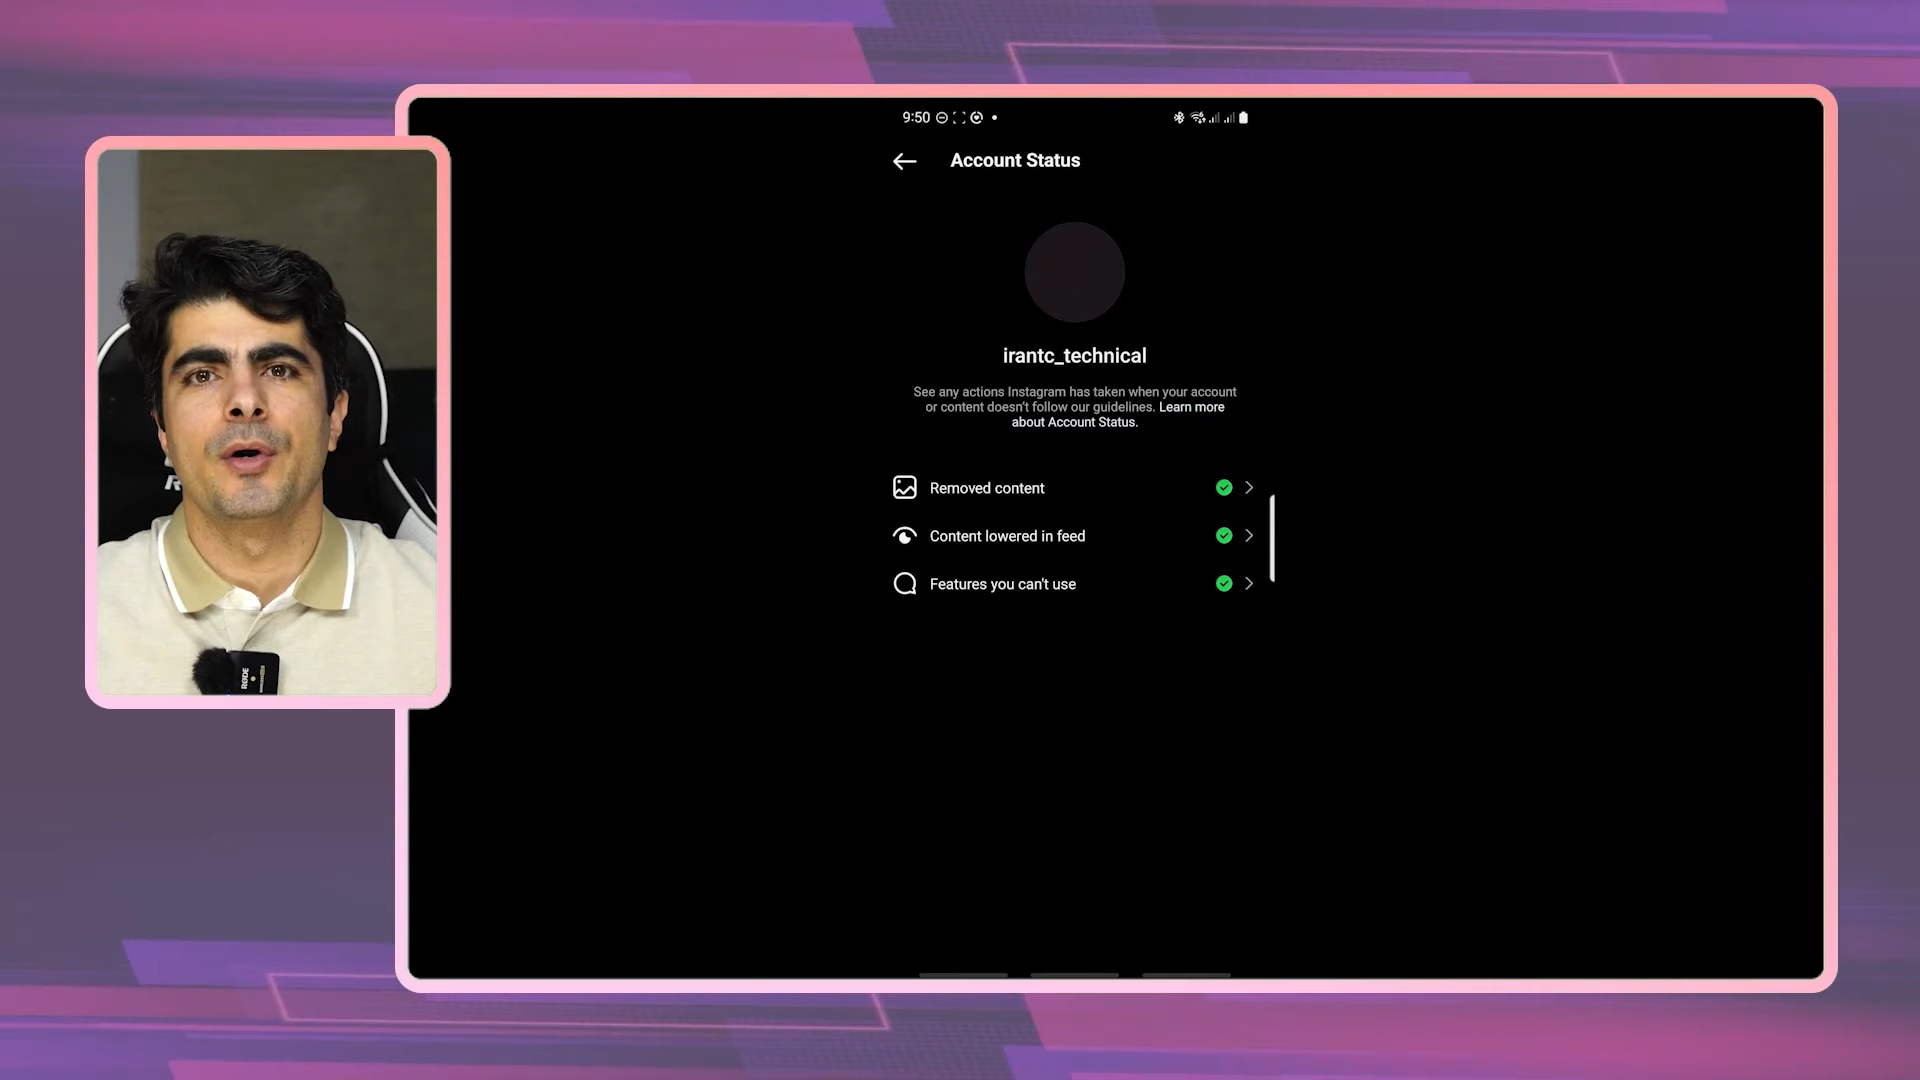 9:50
Account Status
irantc_technical
See any actions Instagram has taken when your account
or content doesn't follow our guidelines. Learn more
about Account Status.
Removed content
Content lowered in feed
Features you can't use
RØDE